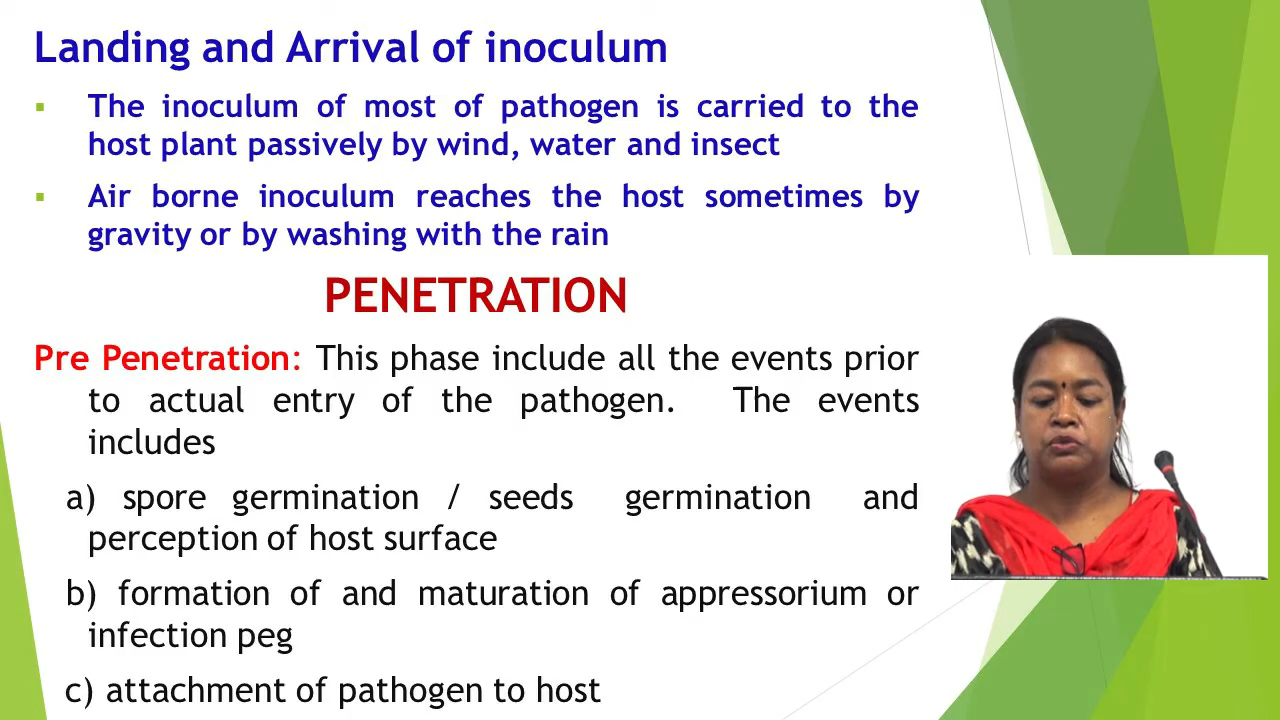 Landing and Arrival of inoculum
▪ The inoculum of most of pathogen is carried to the
host plant passively by wind, water and insect
▪ Air borne inoculum reaches the host sometimes by
gravity or by washing with the rain
PENETRATION
Pre Penetration: This phase include all the events prior
to actual entry of the pathogen. The events
includes
a) spore germination / seeds germination and
perception of host surface
b) formation of and maturation of appressorium or
infection peg
c) attachment of pathogen to host